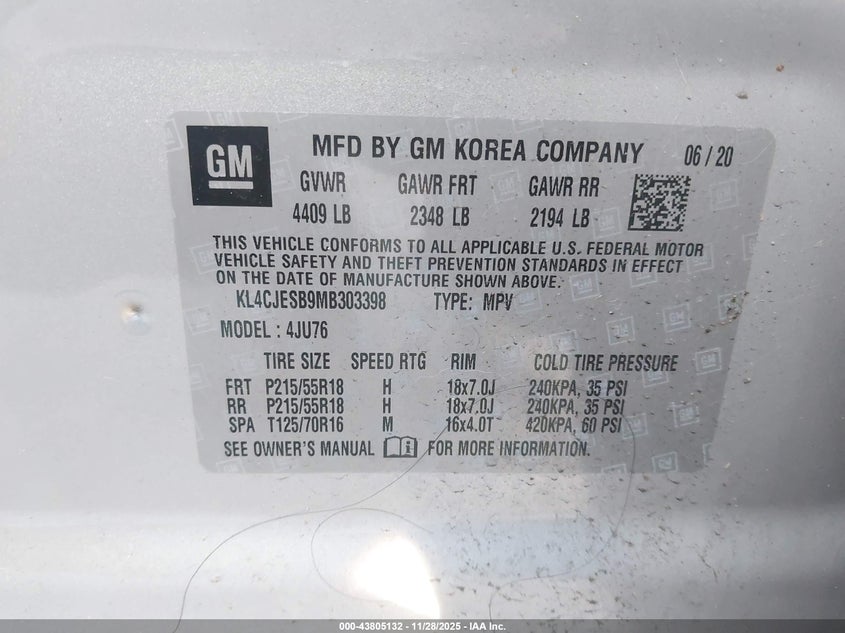 GM
MFD BY GM KOREA COMPANY 06/20
GVWR GAWR FRT GAWR RR
4409 LB 2348 LB 2194 LB
THIS VEHICLE CONFORMS TO ALL APPLICABLE U.S. FEDERAL MOTOR
VEHICLE SAFETY AND THEFT PREVENTION STANDARDS IN EFFECT
ON THE DATE OF MANUFACTURE SHOWN ABOVE.
KL4CJESB9MB303398 TYPE: MPV
MODEL : 4JU76
TIRE SIZE SPEED RTG RIM COLD TIRE PRESSURE
FRT P215/55R18 H 18x7.0J 240KPA, 35 PSI
RR P215/55R18 H 18x7.0J 240KPA, 35 PSI
SPA T125/70R16 M 16x4.0T 420KPA, 60 PSI
SEE OWNER'S MANUAL FOR MORE INFORMATION.
000-43805132 - 11/28/2025 - IAA Inc.